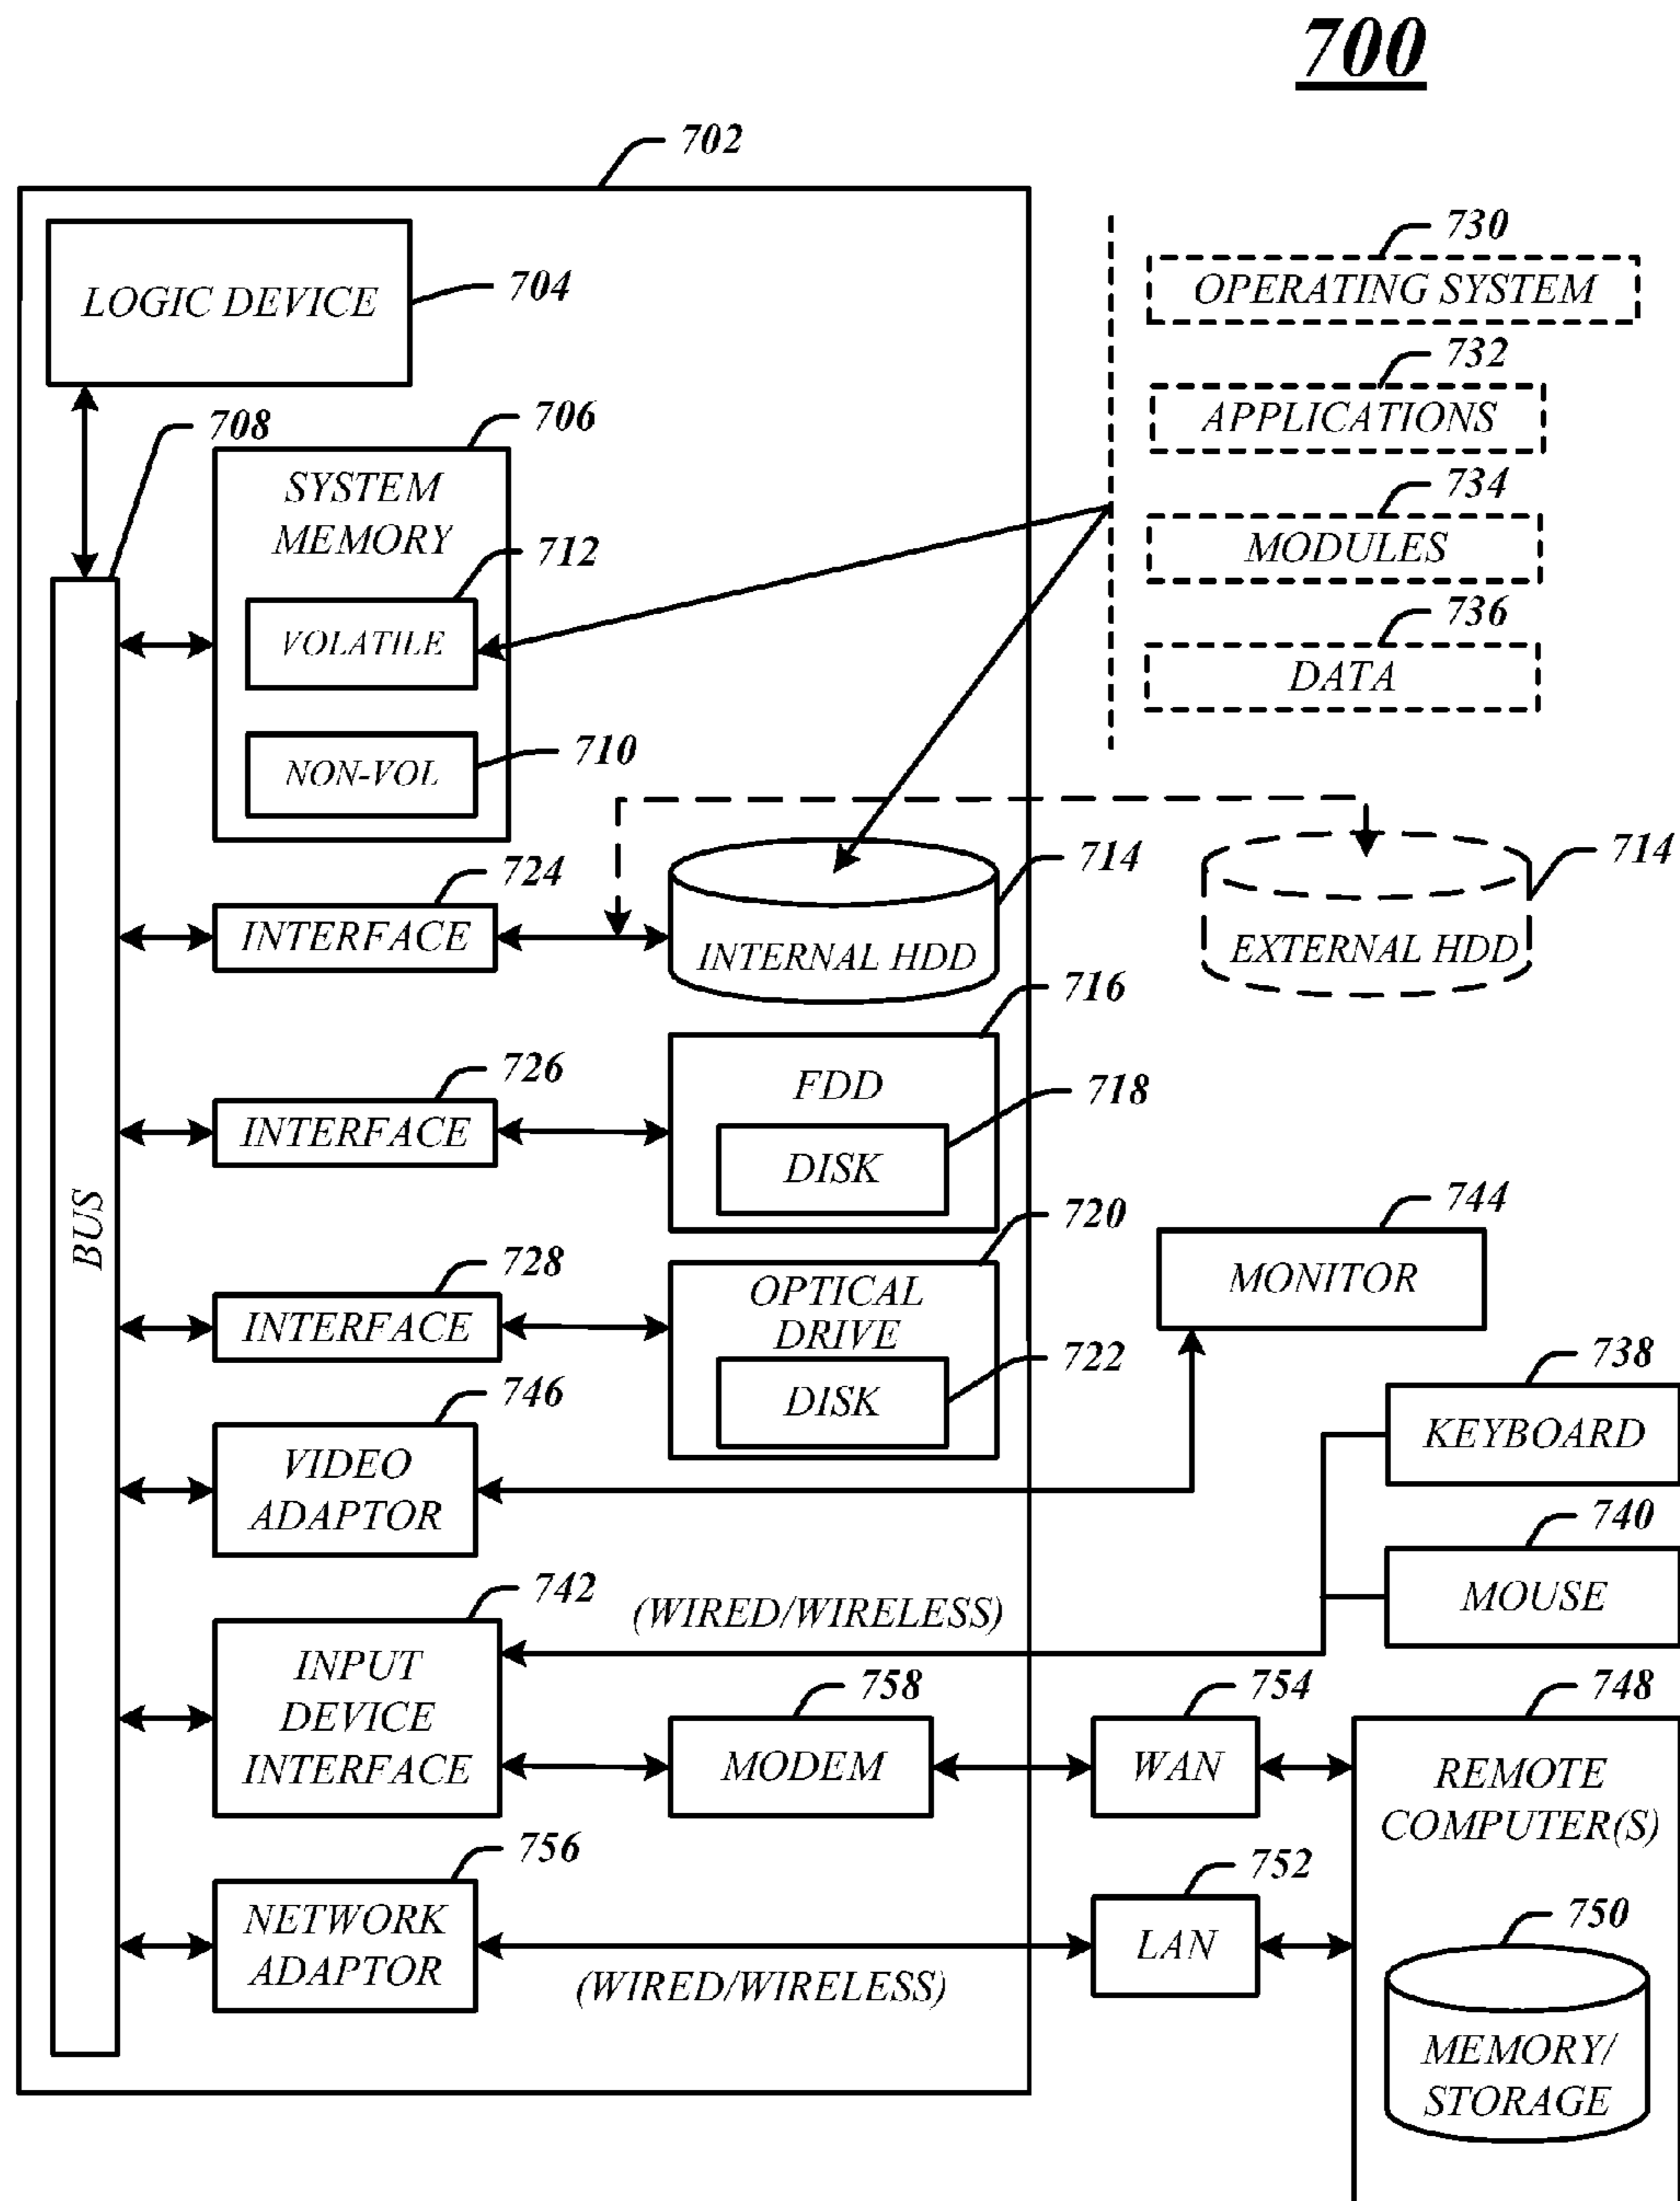 700
702
LOGIC DEVICE
704
708
706
SYSTEM
MEMORY
712
VOLATILE
710
NON-VOL
730
OPERATING SYSTEM
732
APPLICATIONS
734
MODULES
736
DATA
724
INTERFACE
714
INTERNAL HDD
714
EXTERNAL HDD
716
726
INTERFACE
FDD
718
DISK
BUS
720
728
INTERFACE
OPTICAL
DRIVE
722
DISK
744
MONITOR
738
KEYBOARD
746
VIDEO
ADAPTOR
740
MOUSE
742
(WIRED/WIRELESS)
INPUT
DEVICE
INTERFACE
758
MODEM
754
WAN
748
REMOTE
COMPUTER(S)
756
NETWORK
ADAPTOR
(WIRED/WIRELESS)
752
LAN
750
MEMORY/
STORAGE